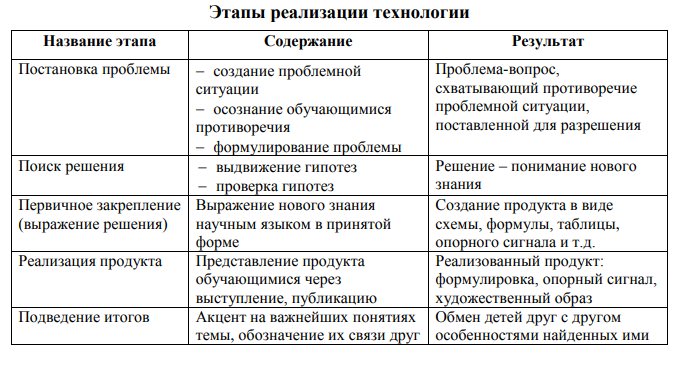 Этапы реализации технологии
Название этапа
Содержание
Результат
Постановка проблемы
– создание проблемной
ситуации
– осознание обучающимися
противоречия
– формулирование проблемы
Проблема-вопрос,
схватывающий противоречие
проблемной ситуации,
поставленной для разрешения
Поиск решения
– выдвижение гипотез
– проверка гипотез
Решение – понимание нового
знания
Первичное закрепление
(выражение решения)
Выражение нового знания
научным языком в принятой
форме
Создание продукта в виде
схемы, формулы, таблицы,
опорного сигнала и т.д.
Реализация продукта
Представление продукта
обучающимися через
выступление, публикацию
Реализованный продукт:
формулировка, опорный сигнал,
художественный образ
Подведение итогов
Акцент на важнейших понятиях
темы, обозначение их связи друг
Обмен детей друг с другом
особенностями найденных ими